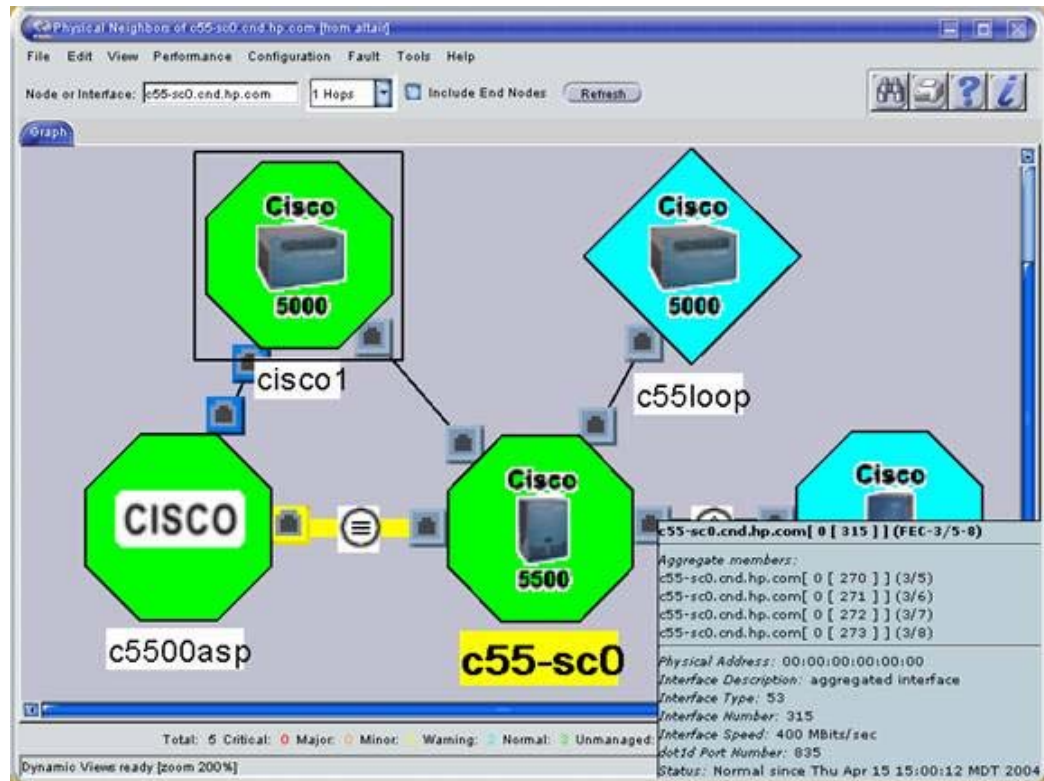 Physical Neighbors of c55-sc0.cnd.hp.com [from altair]
File Edit View Performance Configuration Fault Tools Help
Node or Interface: c55-sc0.cnd.hp.com 1 Hops Include End Nodes Refresh
Graph
Cisco
5000
cisco1
Cisco
5000
c55loop
CISCO
c5500asp
Cisco
5500
c55-sc0
Cisco
c55-sc0.cnd.hp.com[ 0 [ 315 ] ] (FEC-3/5-8)
Aggregate members:
c55-sc0.cnd.hp.com[ 0 [ 270 ] ] (3/5)
c55-sc0.cnd.hp.com[ 0 [ 271 ] ] (3/6)
c55-sc0.cnd.hp.com[ 0 [ 272 ] ] (3/7)
c55-sc0.cnd.hp.com[ 0 [ 273 ] ] (3/8)
Physical Address: 00:00:00:00:00:00
Interface Description: aggregated interface
Interface Type: 53
Interface Number: 315
Interface Speed: 400 MBits/sec
dot1d Port Number: 835
Status: Normal since Thu Apr 15 15:00:12 MDT 2004
Total: 5 Critical: 0 Major: 0 Minor: Warning: 2 Normal: 3 Unmanaged:
Dynamic Views ready [zoom 200%]